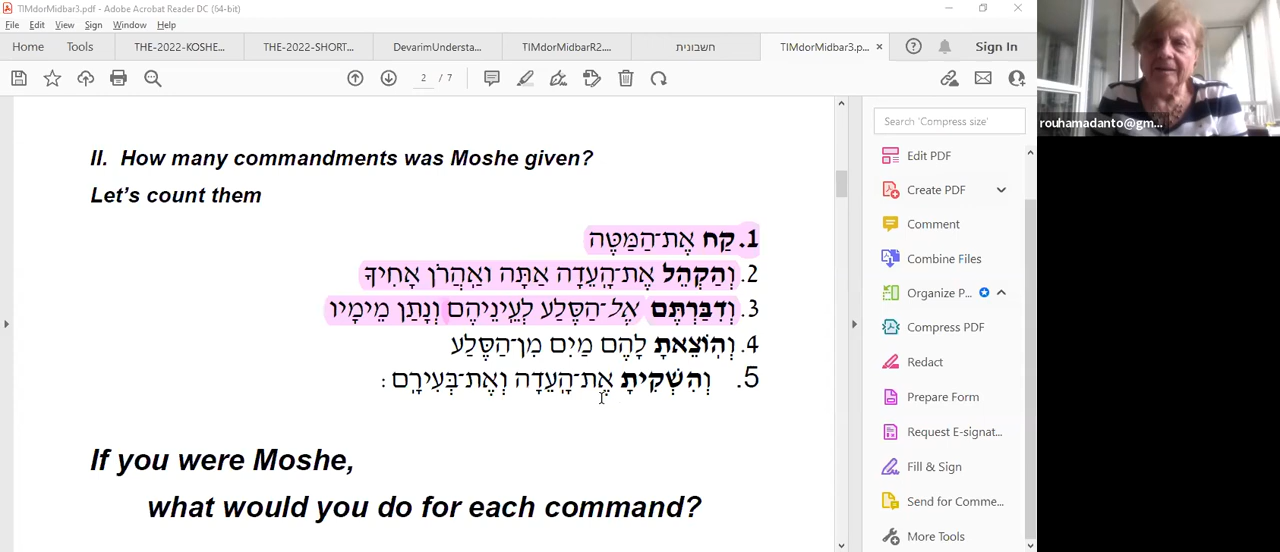 TIMdorMidbar3.pdf - Adobe Acrobat Reader DC (64-bit)
File Edit View Sign Window Help
Home Tools THE-2022-KOSHE... THE-2022-SHORT... DevarimUndersta... TIMdorMidbarR2.... חשבונית TIMdorMidbar3.p... × Sign In
2 / 7
II. How many commandments was Moshe given?
Let's count them
1. קַח אֶת־הַמַּטֶּה
2. וְהַקְהֵל אֶת־הָעֵדָה אַתָּה וְאַהֲרֹן אָחִיךָ
3. וְדִבַּרְתֶּם אֶל־הַסֶּלַע לְעֵינֵיהֶם וְנָתַן מֵימָיו
4. וְהוֹצֵאתָ לָהֶם מַיִם מִן־הַסֶּלַע
5. וְהִשְׁקִיתָ אֶת־הָעֵדָה וְאֶת־בְּעִירָם :
If you were Moshe,
what would you do for each command?
Search 'Compress size'
Edit PDF
Create PDF
Comment
Combine Files
Organize P...
Compress PDF
Redact
Prepare Form
Request E-signat...
Fill & Sign
Send for Comme...
More Tools
rouhamadanto@gm...